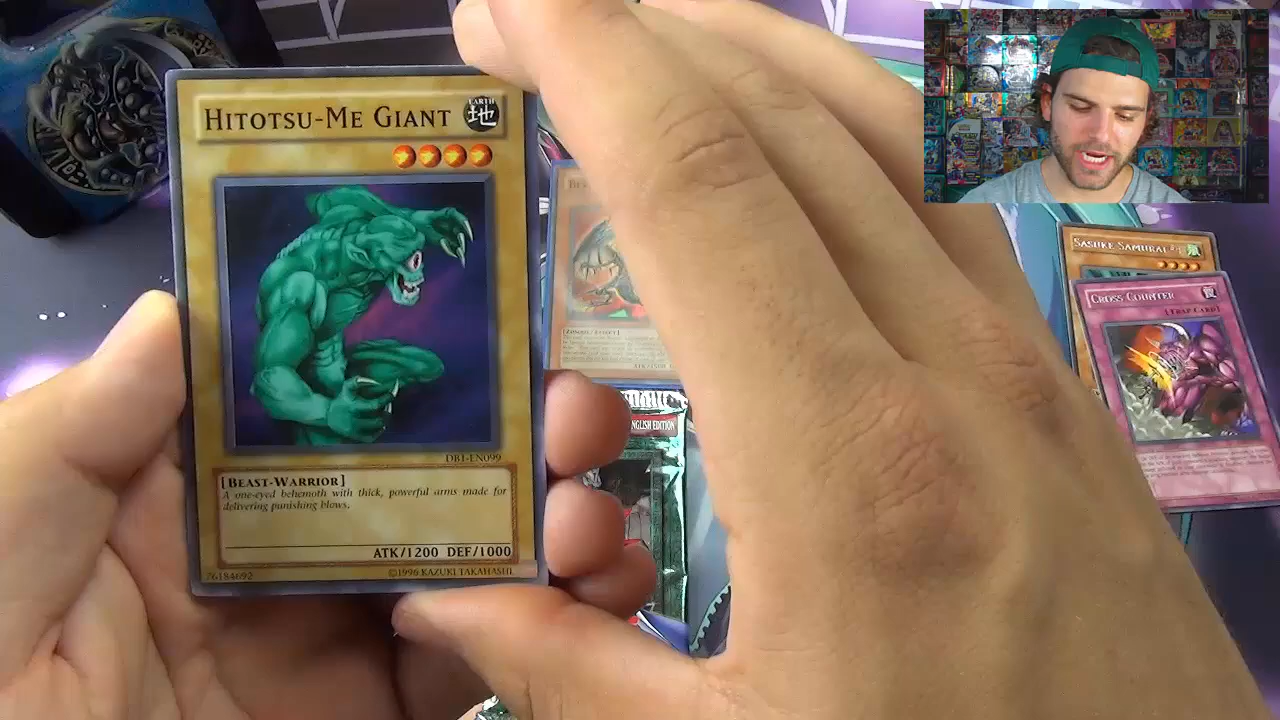 Hitotsu-Me Giant
EARTH
地
DB1-EN099
[Beast-Warrior]
A one-eyed behemoth with thick, powerful arms made for
delivering punishing blows.
ATK/1200 DEF/1000
76184692
©1996 KAZUKI TAKAHASHI
ENGLISH EDITION
Sasuke Samurai
Cross Counter
[Trap Card]